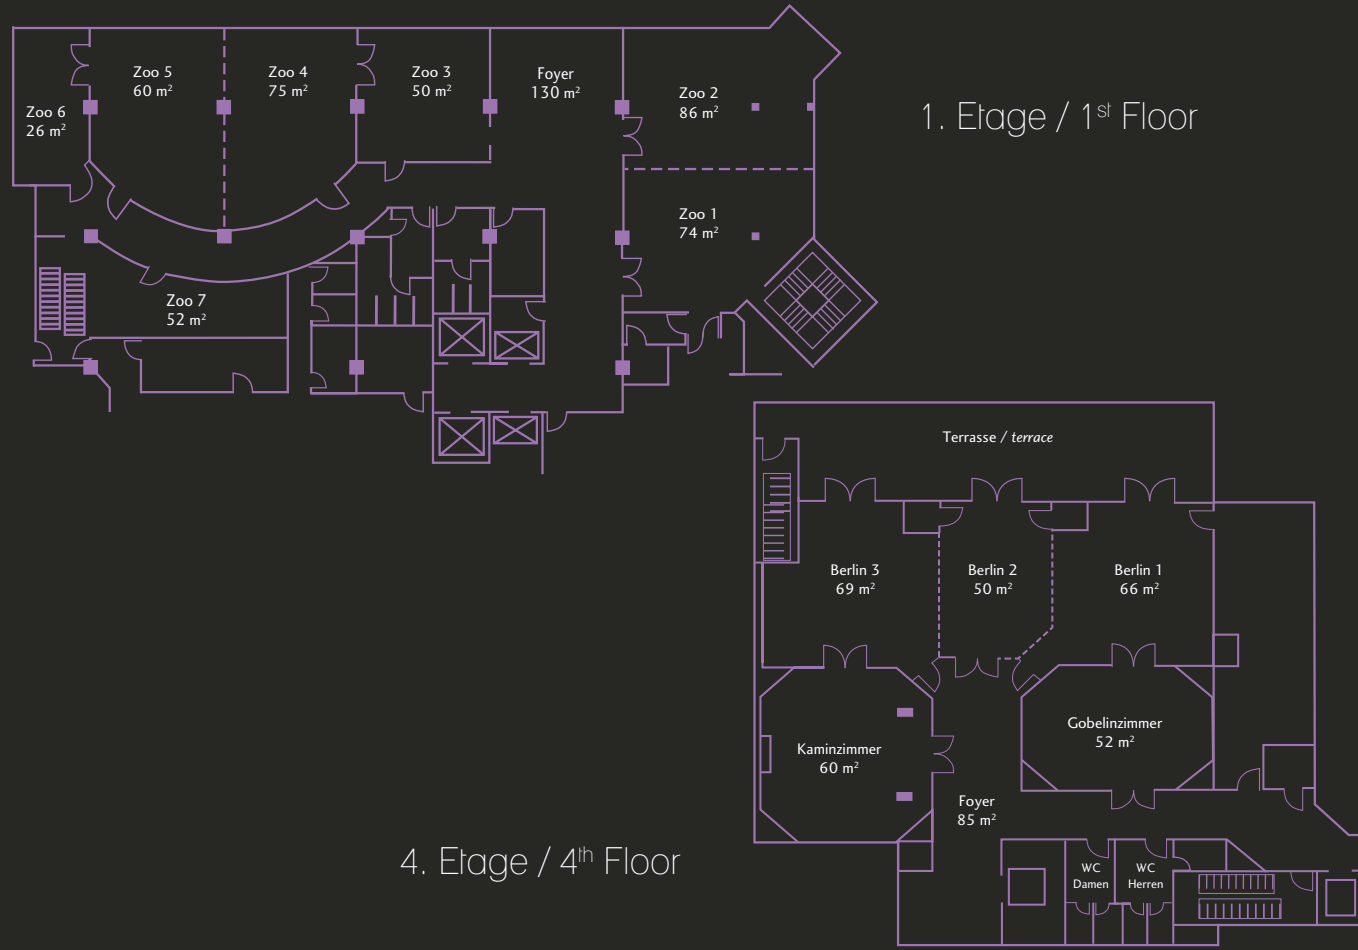 1. Etage / 1st Floor
Zoo 6
26 m²
Zoo 5
60 m²
Zoo 4
75 m²
Zoo 3
50 m²
Foyer
130 m²
Zoo 2
86 m²
Zoo 1
74 m²
Zoo 7
52 m²
4. Etage / 4th Floor
Terrasse / terrace
Berlin 3
69 m²
Berlin 2
50 m²
Berlin 1
66 m²
Kaminzimmer
60 m²
Gobelinzimmer
52 m²
Foyer
85 m²
WC
Damen
WC
Herren